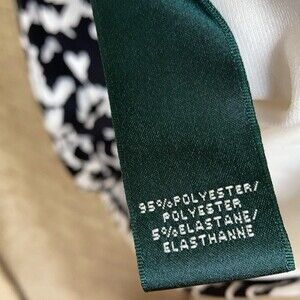 95%POLYESTER/
POLYESTER
5%ELASTANE/
ELASTHANNE